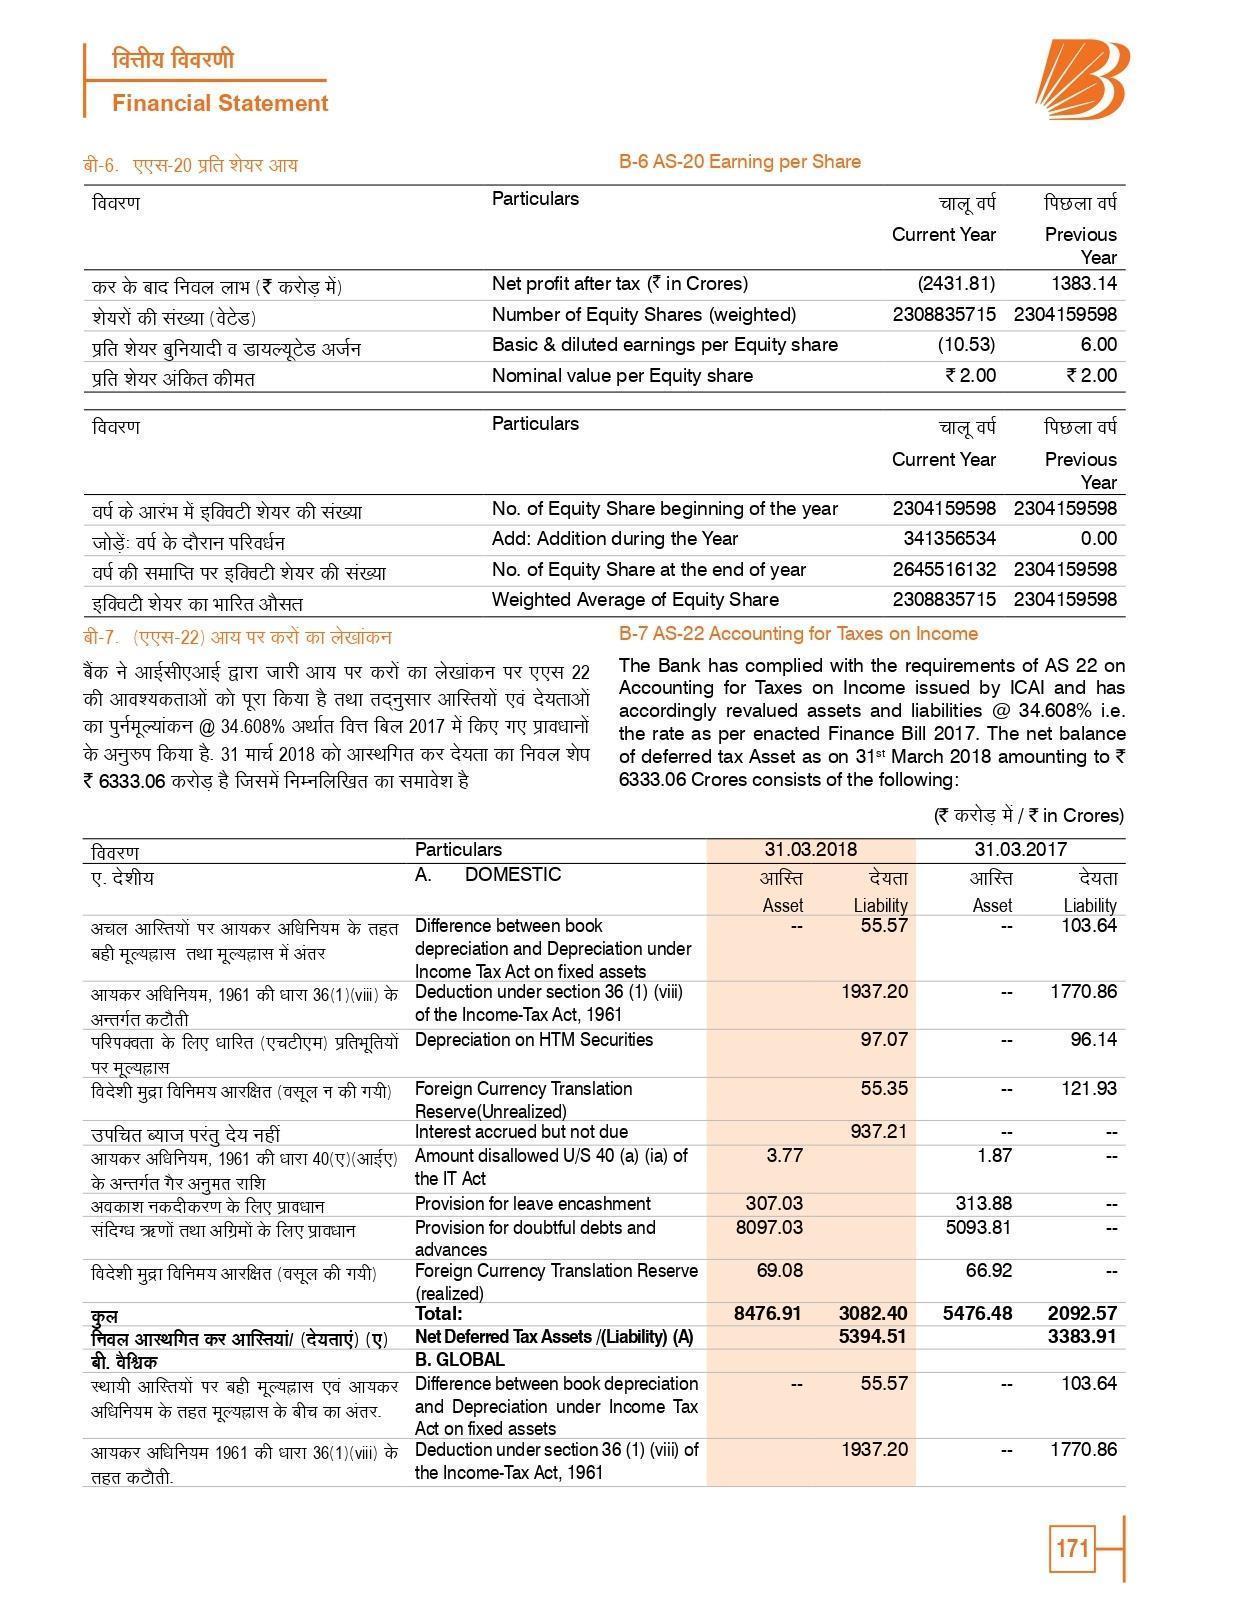 वित्तीय विवरणी
Financial Statement
बी-6. एएस-20 प्रति शेयर आय
B-6 AS-20 Earning per Share
विवरण Particulars चालू वर्ष पिछला वर्ष
Current Year Previous
Year
कर के बाद निवल लाभ (₹ करोड़ में) Net profit after tax (₹ in Crores) (2431.81) 1383.14
शेयरों की संख्या (वेटेड) Number of Equity Shares (weighted) 2308835715 2304159598
प्रति शेयर बुनियादी व डायल्यूटेड अर्जन Basic & diluted earnings per Equity share (10.53) 6.00
प्रति शेयर अंकित कीमत Nominal value per Equity share ₹ 2.00 ₹ 2.00
विवरण Particulars चालू वर्ष पिछला वर्ष
Current Year Previous
Year
वर्ष के आरंभ में इक्विटी शेयर की संख्या No. of Equity Share beginning of the year 2304159598 2304159598
जोड़ें: वर्ष के दौरान परिवर्धन Add: Addition during the Year 341356534 0.00
वर्ष की समाप्ति पर इक्विटी शेयर की संख्या No. of Equity Share at the end of year 2645516132 2304159598
इक्विटी शेयर का भारित औसत Weighted Average of Equity Share 2308835715 2304159598
बी-7. (एएस-22) आय पर करों का लेखांकन
बैंक ने आईसीएआई द्वारा जारी आय पर करों का लेखांकन पर एएस 22
की आवश्यकताओं को पूरा किया है तथा तद्नुसार आस्तियों एवं देयताओं
का पुर्नमूल्यांकन @ 34.608% अर्थात वित्त बिल 2017 में किए गए प्रावधानों
के अनुरुप किया है. 31 मार्च 2018 को आस्थगित कर देयता का निवल शेप
₹ 6333.06 करोड़ है जिसमें निम्नलिखित का समावेश है
B-7 AS-22 Accounting for Taxes on Income
The Bank has complied with the requirements of AS 22 on
Accounting for Taxes on Income issued by ICAI and has
accordingly revalued assets and liabilities @ 34.608% i.e.
the rate as per enacted Finance Bill 2017. The net balance
of deferred tax Asset as on 31st March 2018 amounting to ₹
6333.06 Crores consists of the following:
(₹ करोड़ में / ₹ in Crores)
विवरण Particulars 31.03.2018 31.03.2017
ए. देशीय A. DOMESTIC आस्ति देयता आस्ति देयता
Asset Liability Asset Liability
अचल आस्तियों पर आयकर अधिनियम के तहत Difference between book -- 55.57 -- 103.64
बही मूल्यह्रास तथा मूल्यह्रास में अंतर depreciation and Depreciation under
Income Tax Act on fixed assets
आयकर अधिनियम, 1961 की धारा 36(1)(viii) के Deduction under section 36 (1) (viii) 1937.20 -- 1770.86
अन्तर्गत कटौती of the Income-Tax Act, 1961
परिपक्वता के लिए धारित (एचटीएम) प्रतिभूतियों Depreciation on HTM Securities 97.07 -- 96.14
पर मूल्यह्रास
विदेशी मुद्रा विनिमय आरक्षित (वसूल न की गयी) Foreign Currency Translation 55.35 -- 121.93
Reserve(Unrealized)
उपचित ब्याज परंतु देय नहीं Interest accrued but not due 937.21 -- --
आयकर अधिनियम, 1961 की धारा 40(ए)(आईए) Amount disallowed U/S 40 (a) (ia) of 3.77 1.87 --
के अन्तर्गत गैर अनुमत राशि the IT Act
अवकाश नकदीकरण के लिए प्रावधान Provision for leave encashment 307.03 313.88 --
संदिग्ध ऋणों तथा अग्रिमों के लिए प्रावधान Provision for doubtful debts and 8097.03 5093.81 --
advances
विदेशी मुद्रा विनिमय आरक्षित (वसूल की गयी) Foreign Currency Translation Reserve 69.08 66.92 --
(realized)
कुल Total: 8476.91 3082.40 5476.48 2092.57
निवल आस्थगित कर आस्तियां/ (देयताएं) (ए) Net Deferred Tax Assets /(Liability) (A) 5394.51 3383.91
बी. वैश्विक B. GLOBAL
स्थायी आस्तियों पर बही मूल्यह्रास एवं आयकर Difference between book depreciation -- 55.57 -- 103.64
अधिनियम के तहत मूल्यह्रास के बीच का अंतर. and Depreciation under Income Tax
Act on fixed assets
आयकर अधिनियम 1961 की धारा 36(1)(viii) के Deduction under section 36 (1) (viii) of 1937.20 -- 1770.86
तहत कटौती. the Income-Tax Act, 1961
171